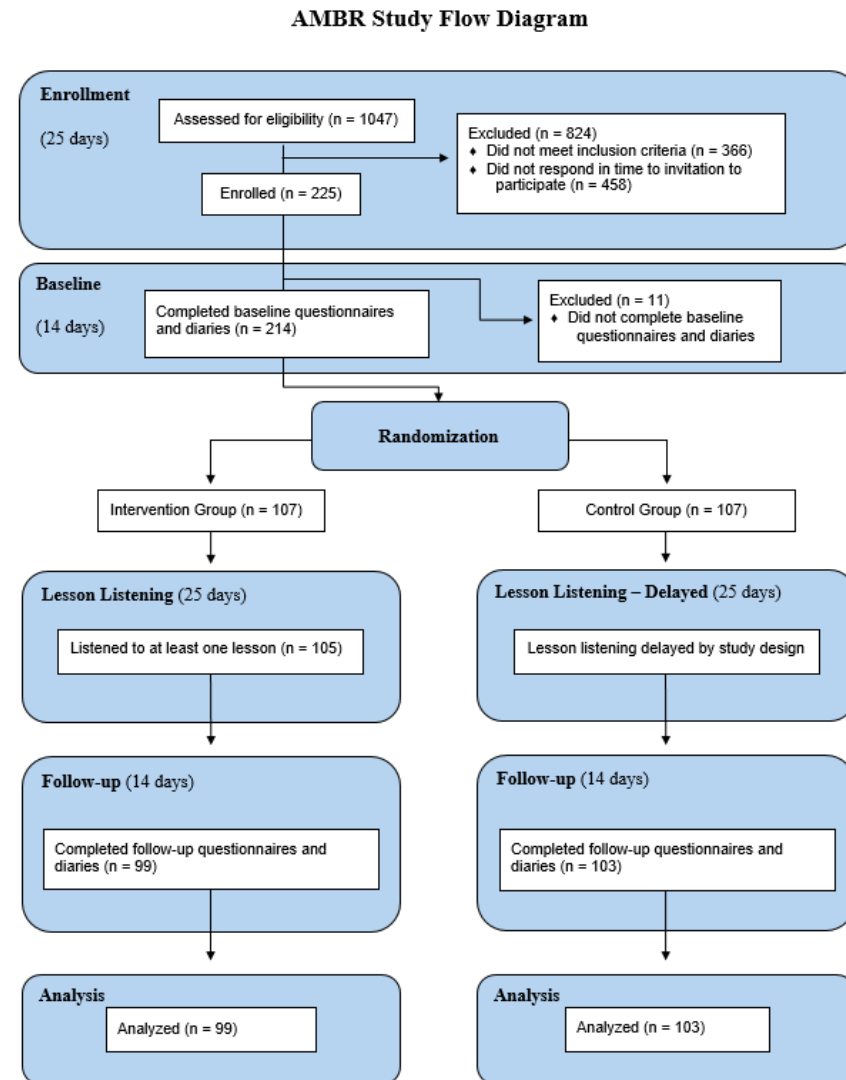 AMBR Study Flow Diagram
Enrollment
(25 days)
Assessed for eligibility (n = 1047)
Excluded (n = 824)
♦ Did not meet inclusion criteria (n = 366)
♦ Did not respond in time to invitation to
participate (n = 458)
Enrolled (n = 225)
Baseline
(14 days)
Completed baseline questionnaires
and diaries (n = 214)
Excluded (n = 11)
♦ Did not complete baseline
questionnaires and diaries
Randomization
Intervention Group (n = 107)
Control Group (n = 107)
Lesson Listening (25 days)
Listened to at least one lesson (n = 105)
Lesson Listening – Delayed (25 days)
Lesson listening delayed by study design
Follow-up (14 days)
Completed follow-up questionnaires and
diaries (n = 99)
Follow-up (14 days)
Completed follow-up questionnaires and
diaries (n = 103)
Analysis
Analyzed (n = 99)
Analysis
Analyzed (n = 103)